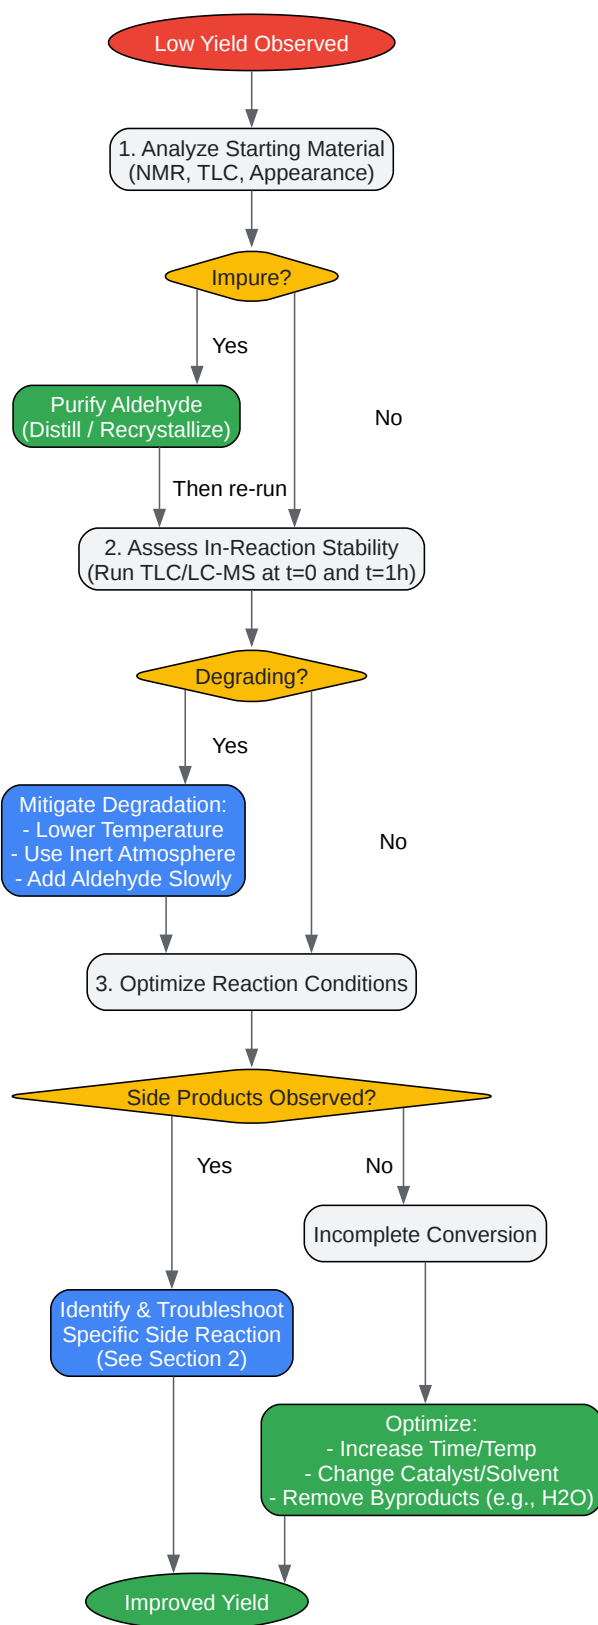 Low Yield Observed
1. Analyze Starting Material
(NMR, TLC, Appearance)
Impure?
Yes
Purify Aldehyde
(Distill / Recrystallize)
No
Then re-run
2. Assess In-Reaction Stability
(Run TLC/LC-MS at t=0 and t=1h)
Degrading?
Yes
Mitigate Degradation:
- Lower Temperature
- Use Inert Atmosphere
- Add Aldehyde Slowly
No
3. Optimize Reaction Conditions
Side Products Observed?
Yes
No
Incomplete Conversion
Identify & Troubleshoot
Specific Side Reaction
(See Section 2)
Optimize:
- Increase Time/Temp
- Change Catalyst/Solvent
- Remove Byproducts (e.g., H2O)
Improved Yield